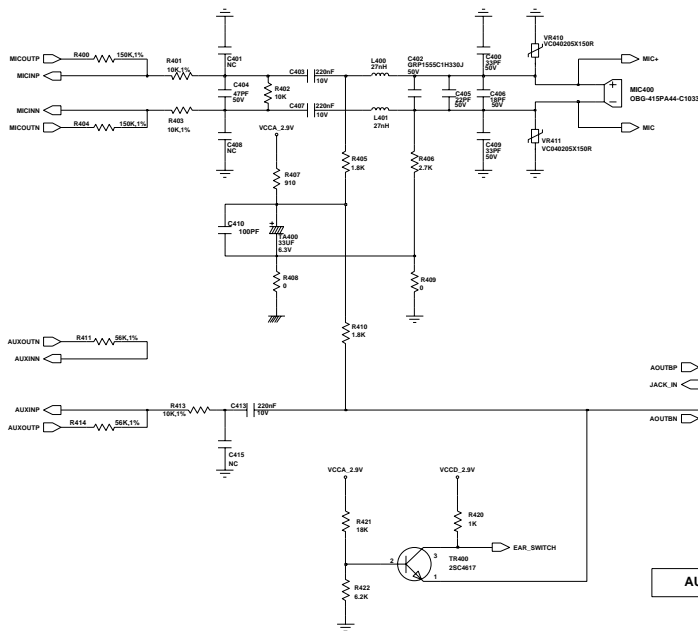 MICOUTP
R400
150K,1%
MICINP
R401
10K,1%
C401
NC
MICINN
MICOUTN
R404
150K,1%
R403
10K,1%
C404
47PF
50V
C408
NC
R402
10K
C403
220nF
10V
C407
220nF
10V
L400
27nH
L401
27nH
C402
GRP1555C1H330J
50V
C400
33PF
50V
C405
22PF
50V
C406
18PF
50V
C409
33PF
50V
VR410
VC040205X150R
VR411
VC040205X150R
MIC+
MIC
MIC400
OBG-415PA44-C1033
VCCA_2.9V
R407
910
R405
1.8K
R406
2.7K
C410
100PF
TA400
33UF
6.3V
R408
0
R409
0
R410
1.8K
AUXOUTN
R411
56K,1%
AUXINN
AUXINP
R413
10K,1%
AUXOUTP
R414
56K,1%
C413
220nF
10V
C415
NC
AOUTBP
JACK_IN
AOUTBN
VCCA_2.9V
VCCD_2.9V
R421
18K
R420
1K
EAR_SWITCH
2
3
1
TR400
2SC4617
R422
6.2K
AU